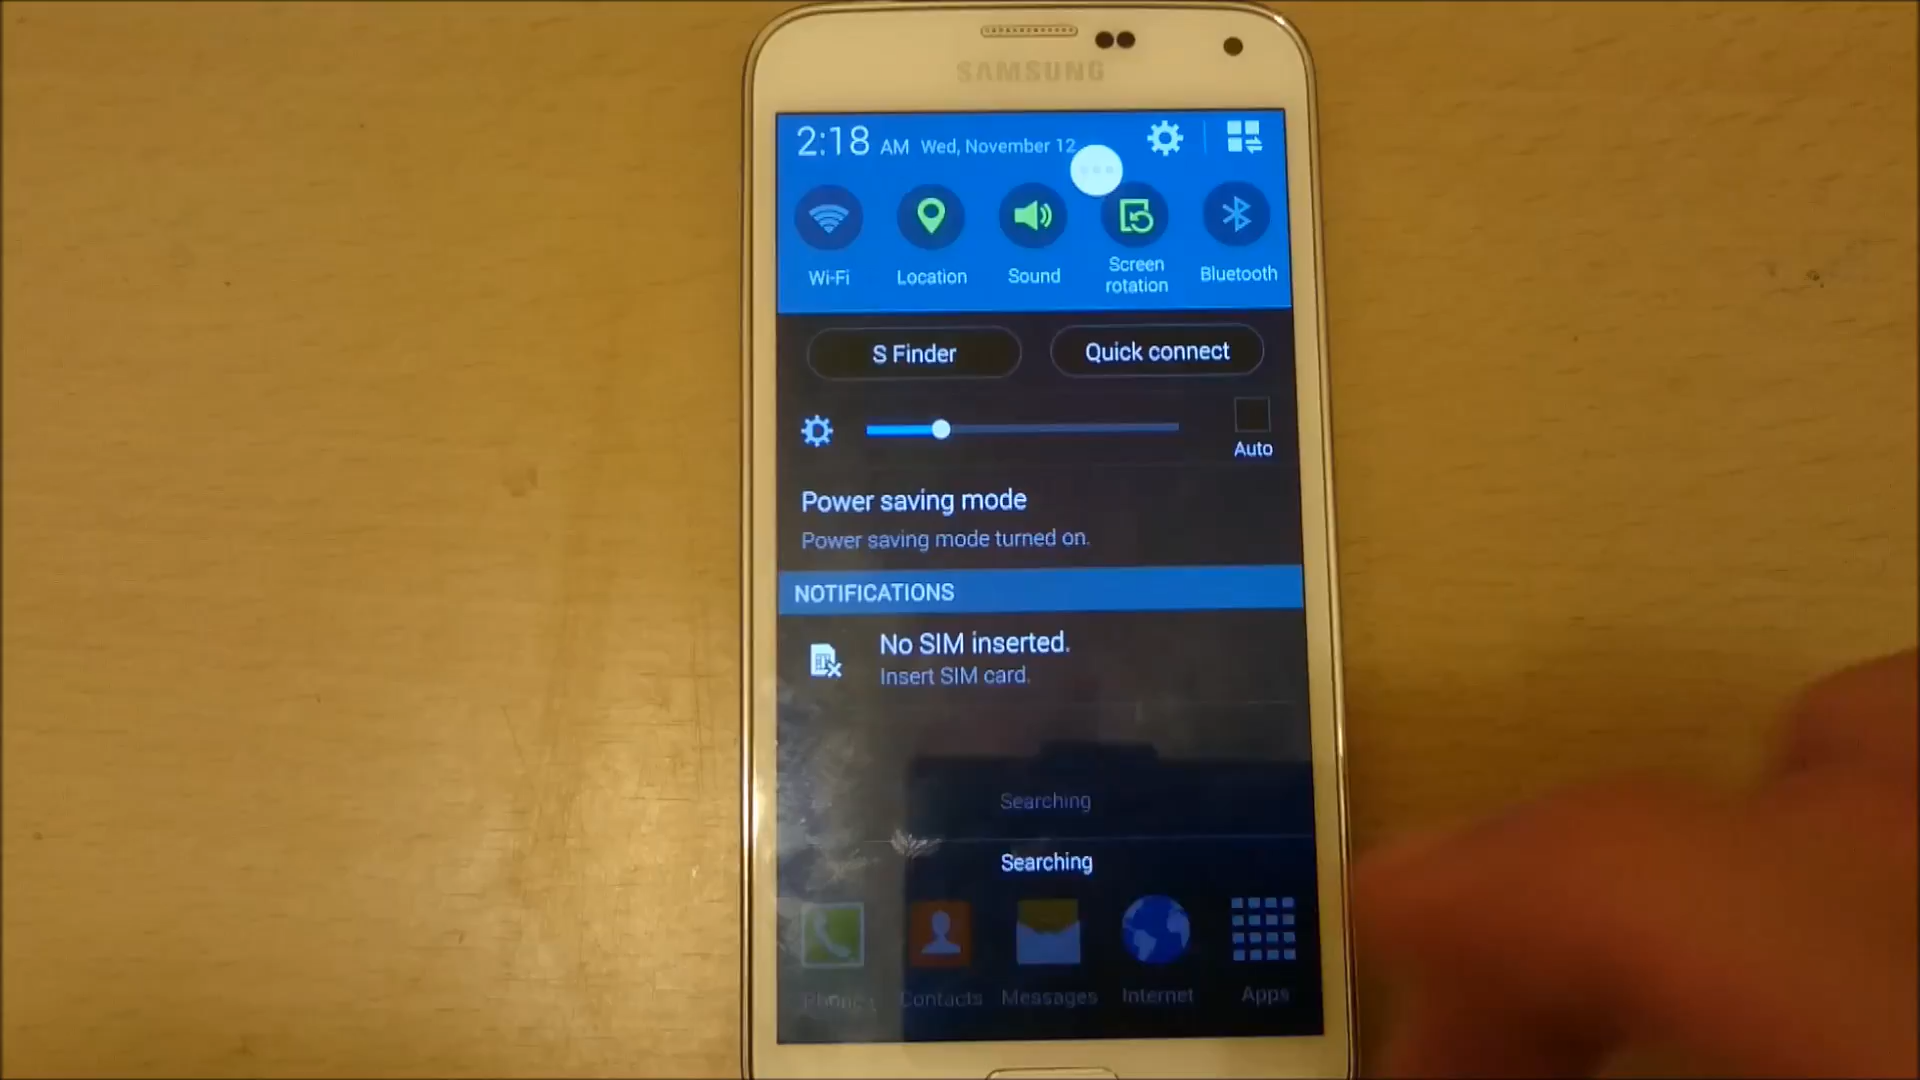 SAMSUNG
2:18 AM Wed, November 12
Wi-Fi
Location
Sound
Screen
rotation
Bluetooth
S Finder
Quick connect
Auto
Power saving mode
Power saving mode turned on.
NOTIFICATIONS
No SIM inserted.
Insert SIM card.
Searching
Searching
Phone
Contacts
Messages
Internet
Apps